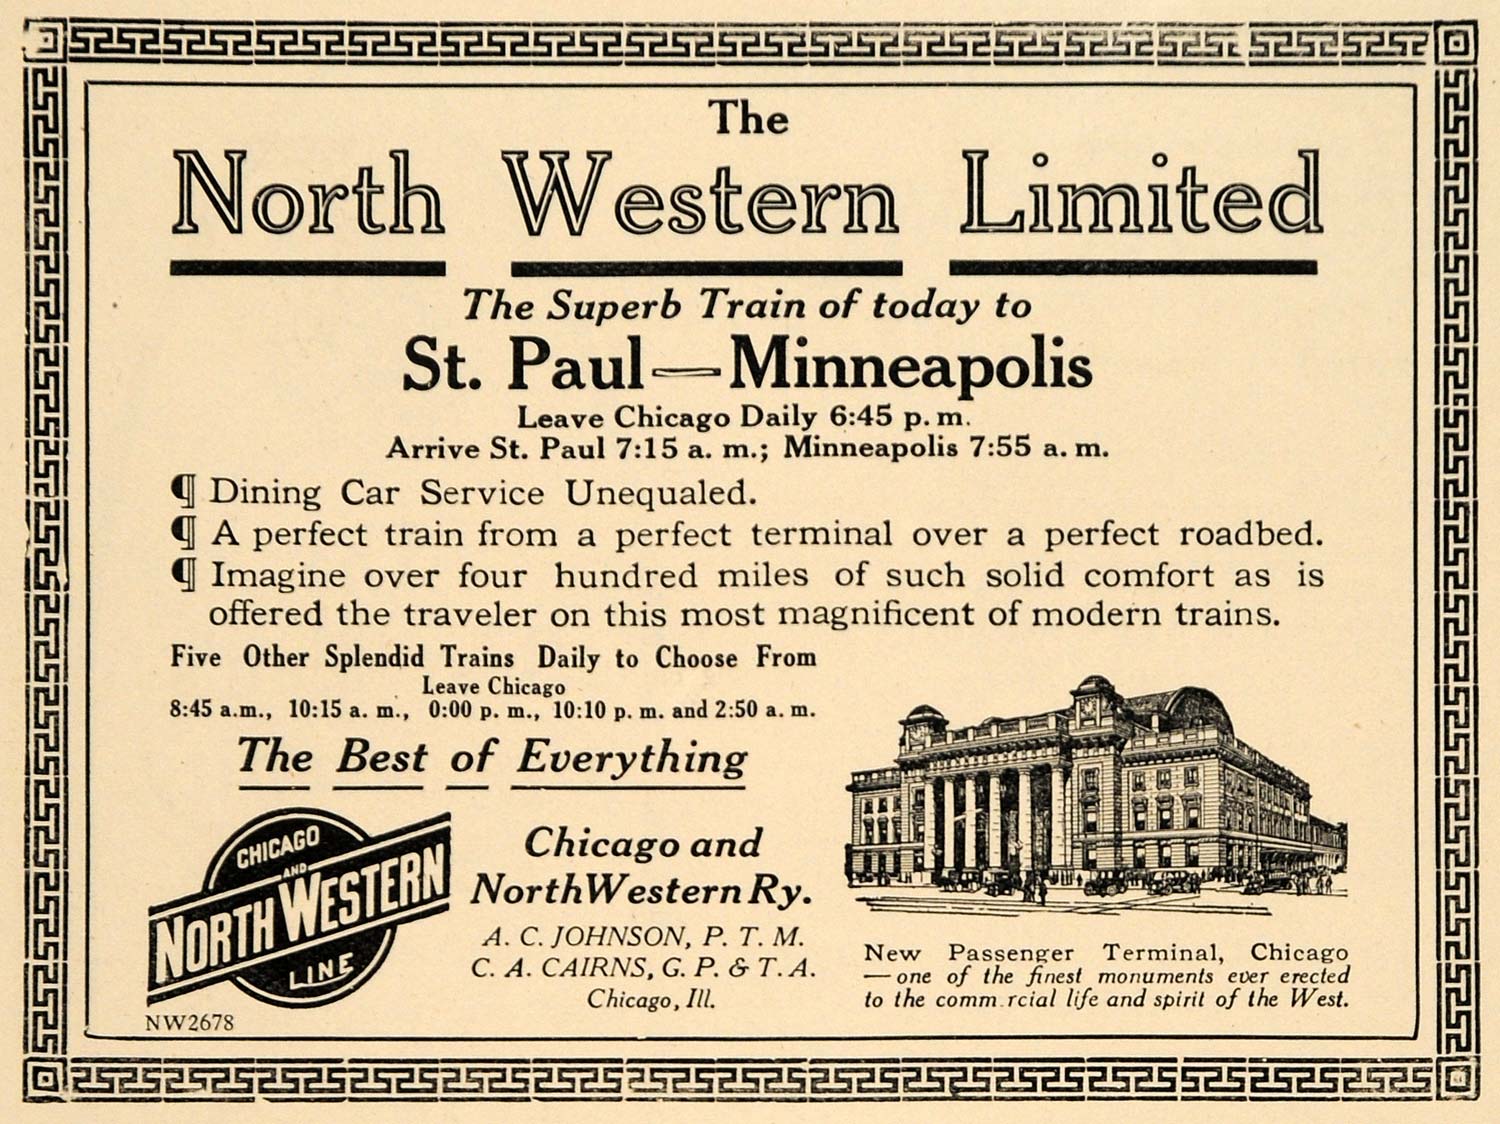 The
North Western Limited
The Superb Train of today to
St. Paul—Minneapolis
Leave Chicago Daily 6:45 p. m.
Arrive St. Paul 7:15 a. m.; Minneapolis 7:55 a. m.
¶ Dining Car Service Unequaled.
¶ A perfect train from a perfect terminal over a perfect roadbed.
¶ Imagine over four hundred miles of such solid comfort as is
offered the traveler on this most magnificent of modern trains.
Five Other Splendid Trains Daily to Choose From
Leave Chicago
8:45 a.m., 10:15 a. m., 0:00 p. m., 10:10 p. m. and 2:50 a. m.
The Best of Everything
CHICAGO
AND
NORTH WESTERN
LINE
NW2678
Chicago and
North Western Ry.
A. C. JOHNSON, P. T. M.
C. A. CAIRNS, G. P. & T. A.
Chicago, Ill.
New Passenger Terminal, Chicago
—one of the finest monuments ever erected
to the comm rcial life and spirit of the West.